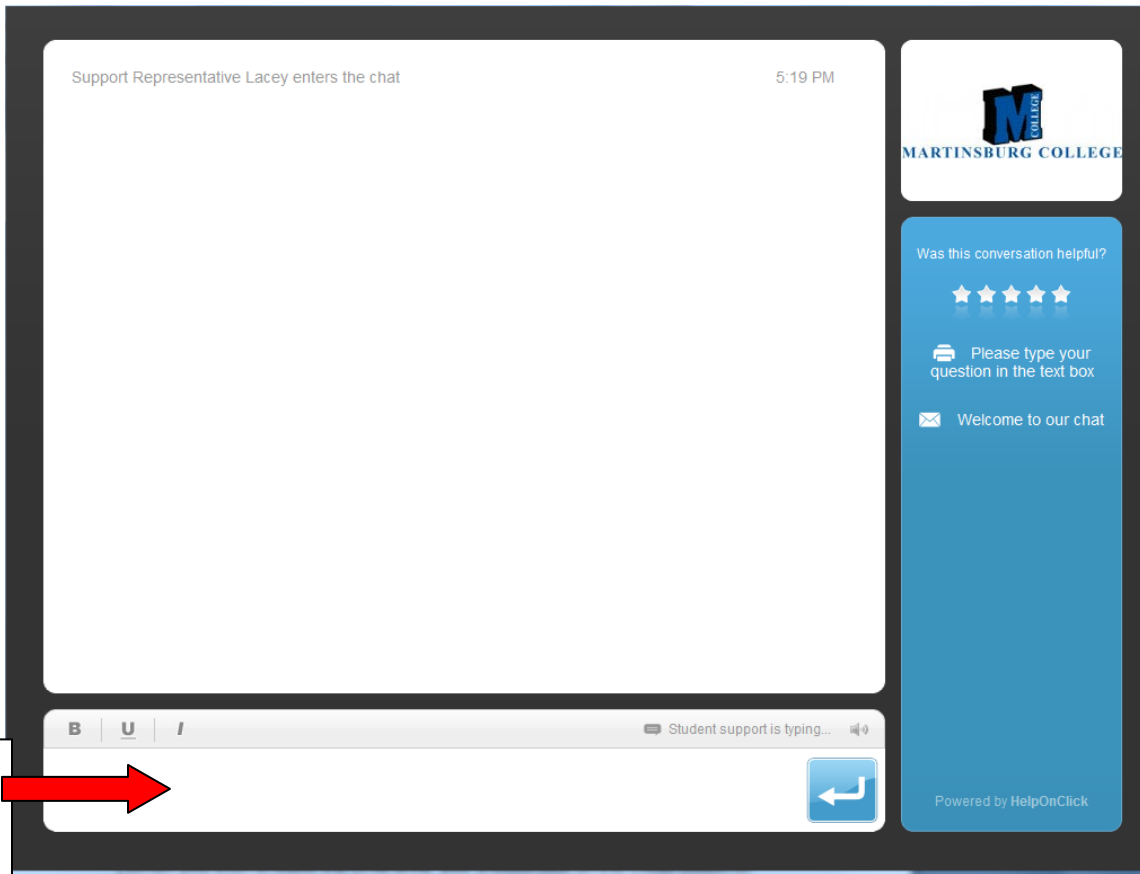 Support Representative Lacey enters the chat 5:19 PM
M
COLLEGE
MARTINSBURG COLLEGE
Was this conversation helpful?
Please type your
question in the text box
Welcome to our chat
B U I Student support is typing...
Powered by HelpOnClick